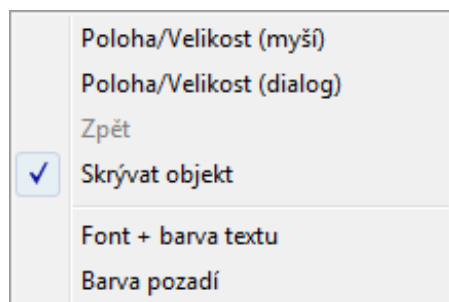 Poloha/Velikost (myší)
Poloha/Velikost (dialog)
Zpět
Skrývat objekt
Font + barva textu
Barva pozadí